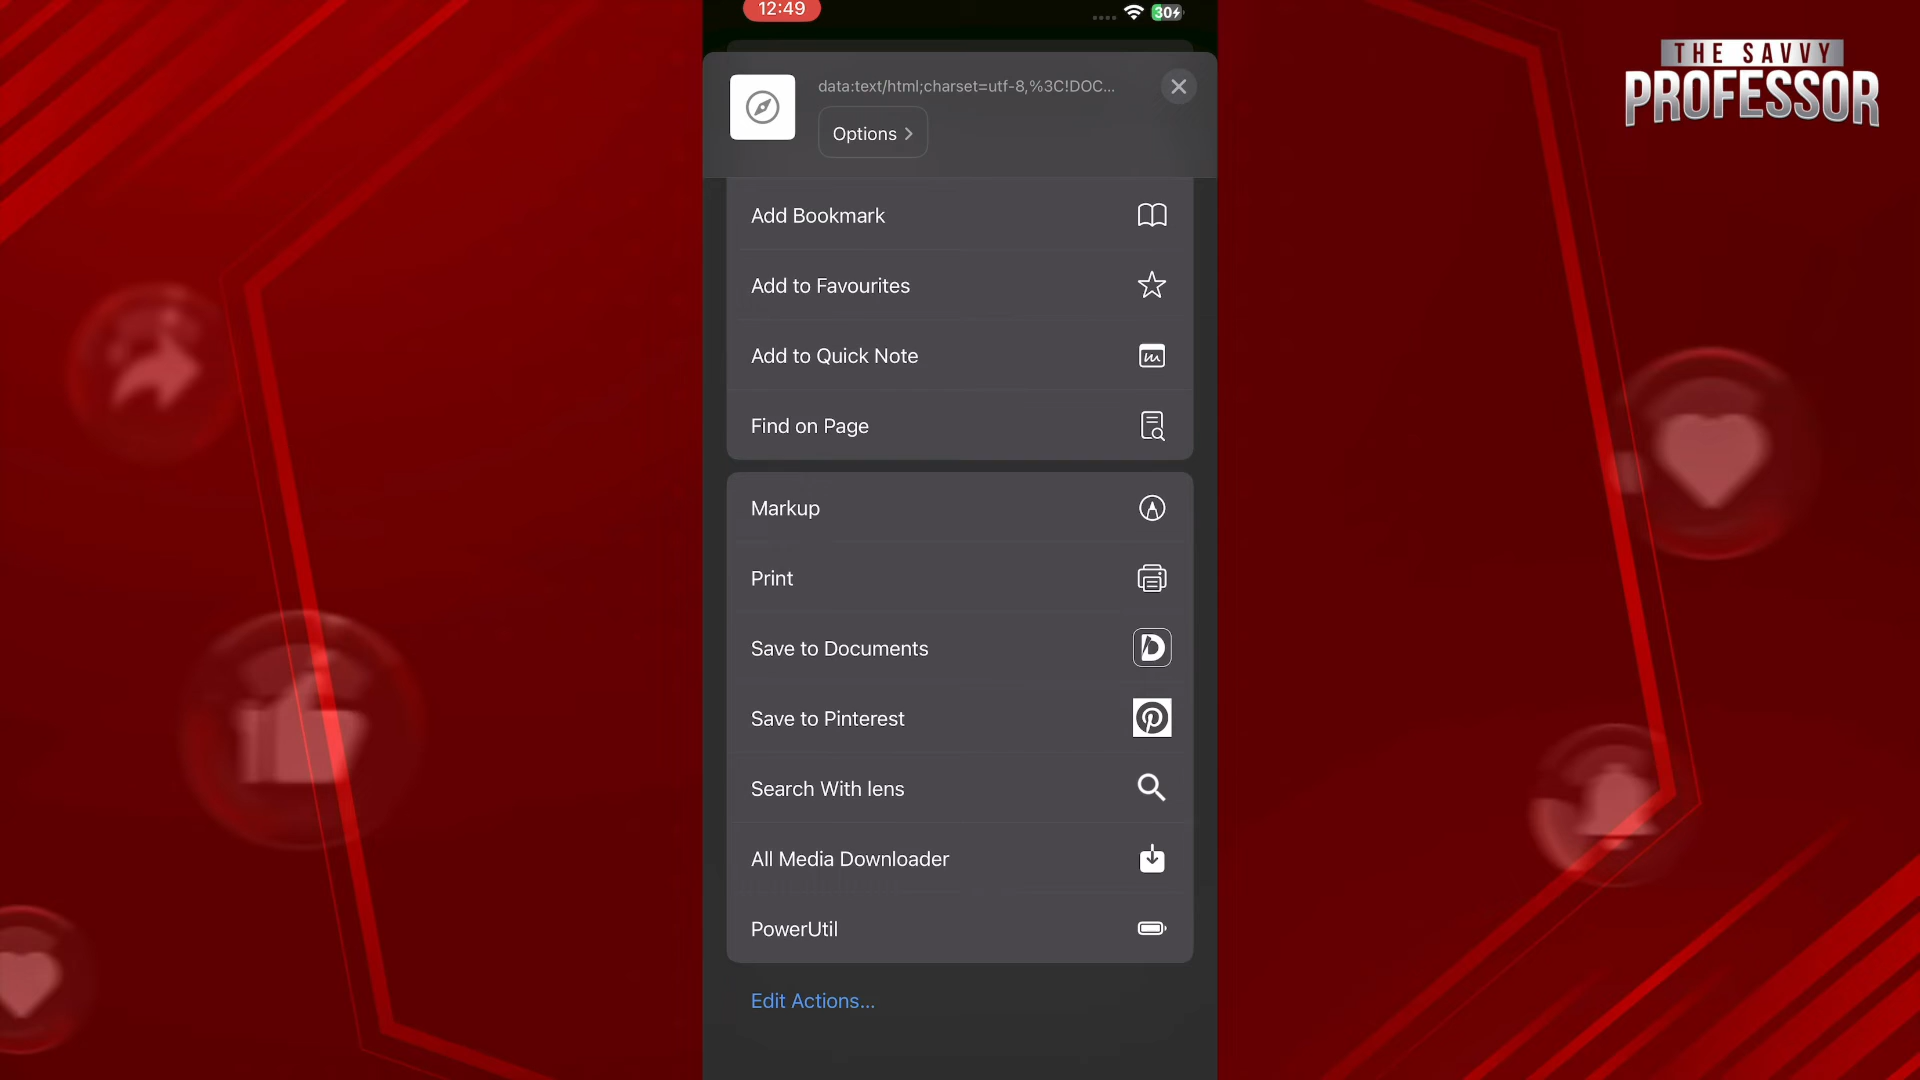 12:49
30
THE SAVVY
PROFESSOR
data:text/html;charset=utf-8,%3C!DOC...
Options
Add Bookmark
Add to Favourites
Add to Quick Note
Find on Page
Markup
Print
Save to Documents
Save to Pinterest
Search With lens
All Media Downloader
PowerUtil
Edit Actions...